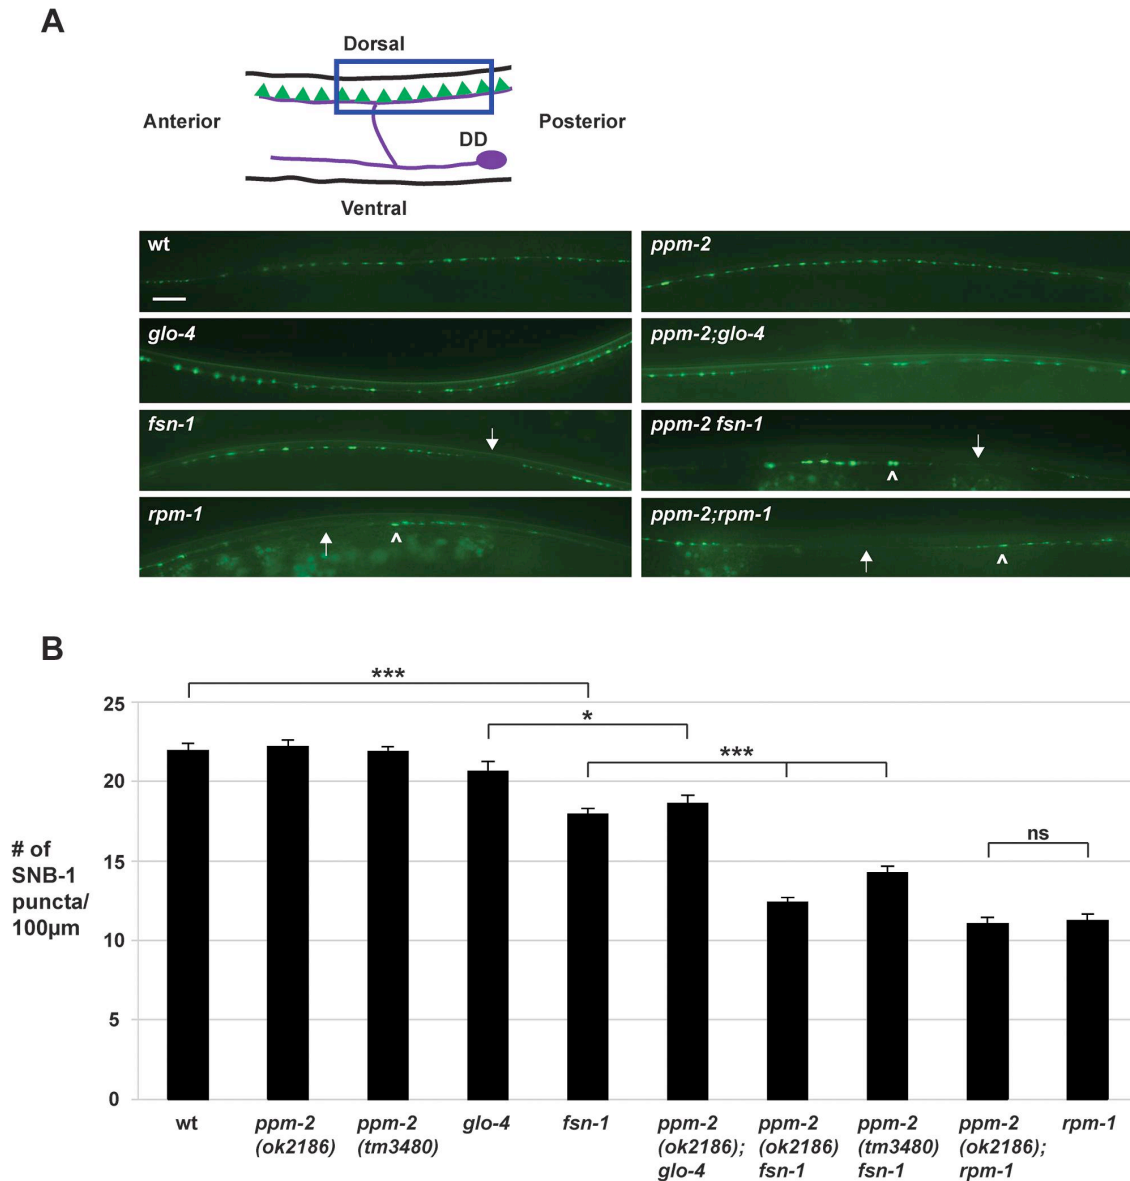 A
Dorsal
Anterior
Posterior
DD
Ventral
wt
ppm-2
glo-4
ppm-2;glo-4
fsn-1
ppm-2 fsn-1
^
rpm-1
^
ppm-2;rpm-1
^
B
***
*
***
ns
25
20
15
10
5
0
# of
SNB-1
puncta/
100µm
wt
ppm-2
(ok2186)
ppm-2
(tm3480)
glo-4
fsn-1
ppm-2
(ok2186);
glo-4
ppm-2
(ok2186)
fsn-1
ppm-2
(tm3480)
fsn-1
ppm-2
(ok2186);
rpm-1
rpm-1